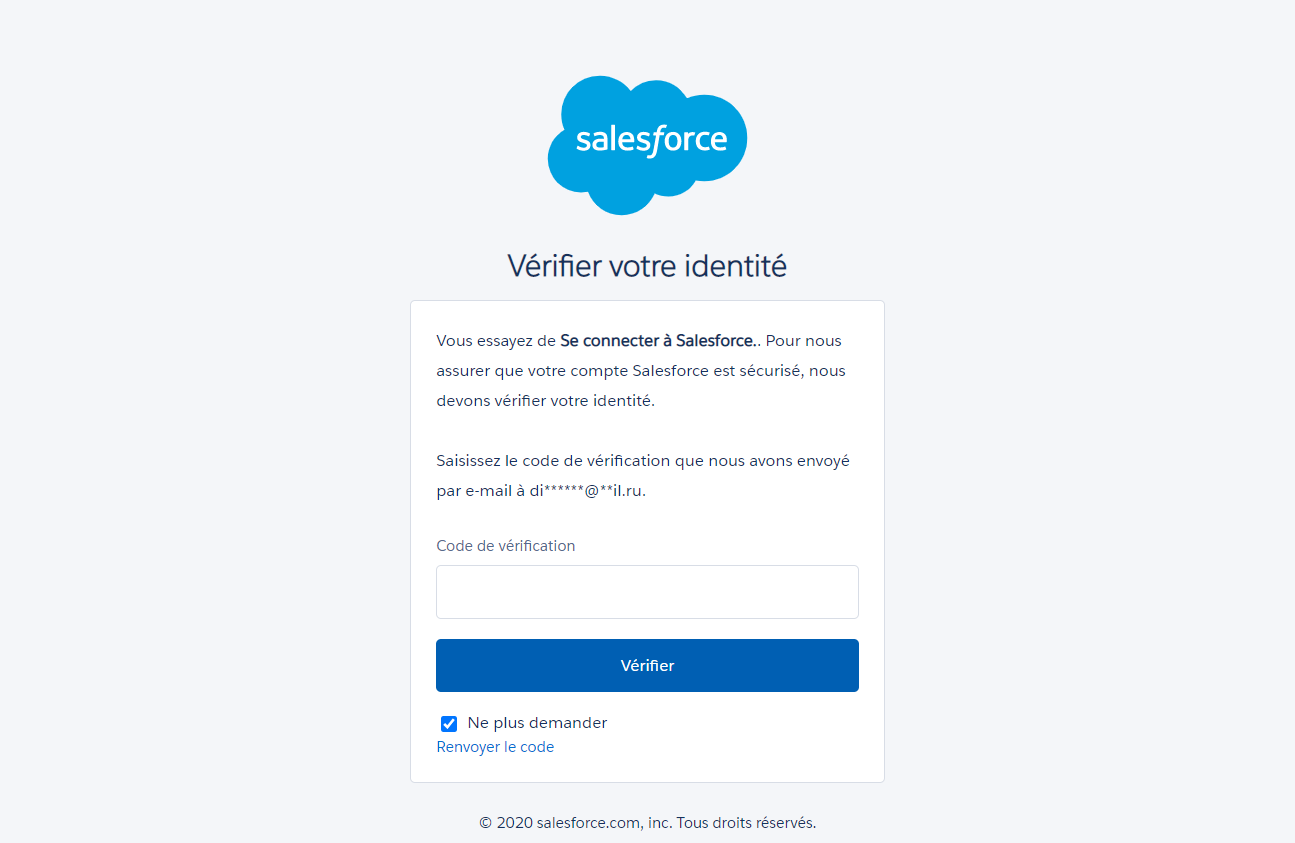 salesforce
Vérifier votre identité
Vous essayez de Se connecter à Salesforce.. Pour nous
assurer que votre compte Salesforce est sécurisé, nous
devons vérifier votre identité.
Saisissez le code de vérification que nous avons envoyé
par e-mail à di******@**il.ru.
Code de vérification
Vérifier
Ne plus demander
Renvoyer le code
© 2020 salesforce.com, inc. Tous droits réservés.